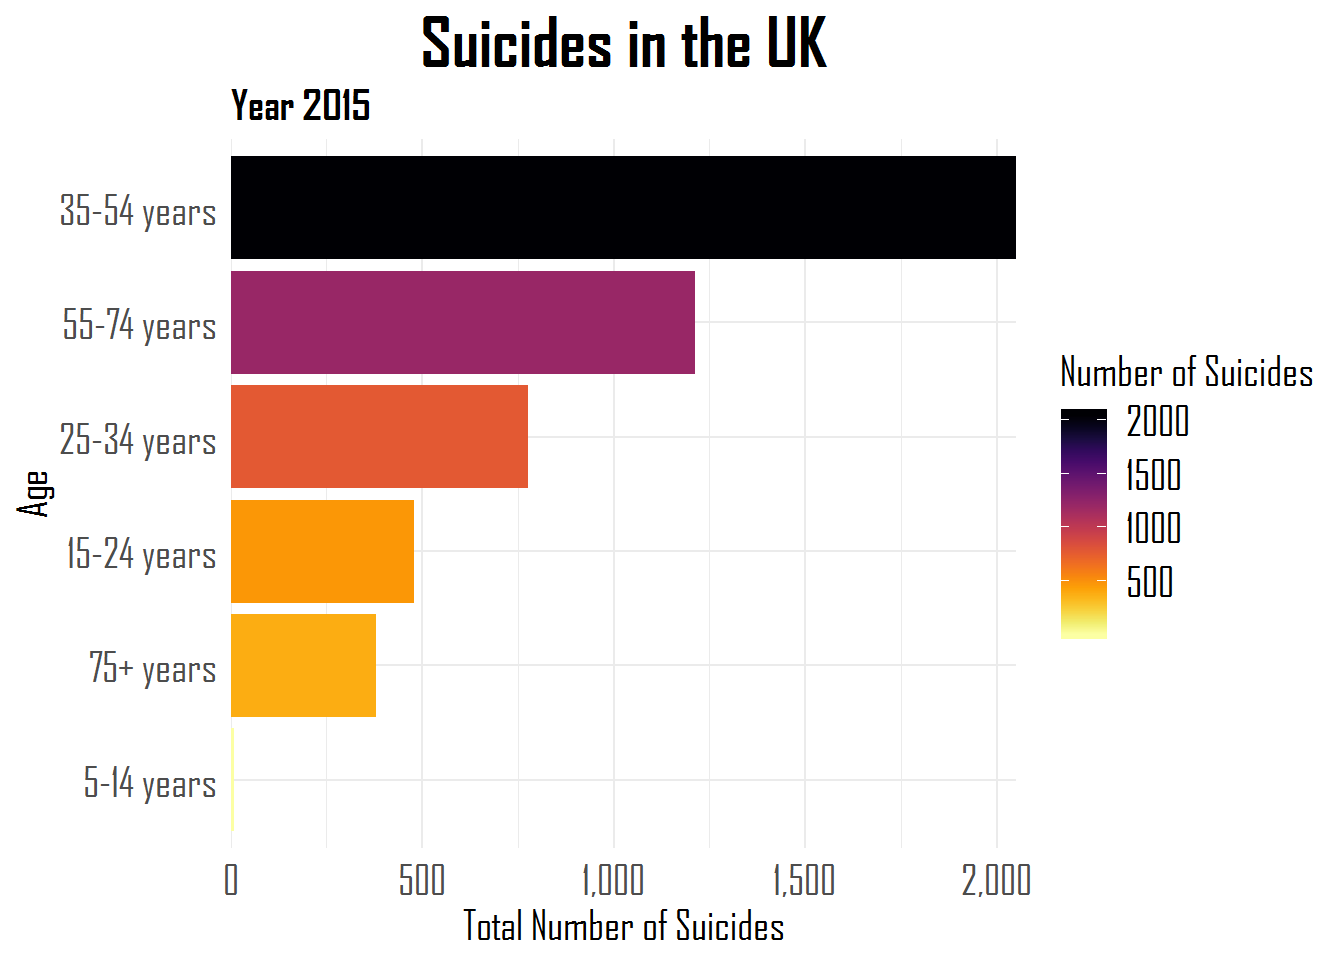 Suicides in the UK
Year 2015
35-54 years
55-74 years
25-34 years
15-24 years
75+ years
5-14 years
Age
0 500 1,000 1,500 2,000
Total Number of Suicides
Number of Suicides
2000
1500
1000
500